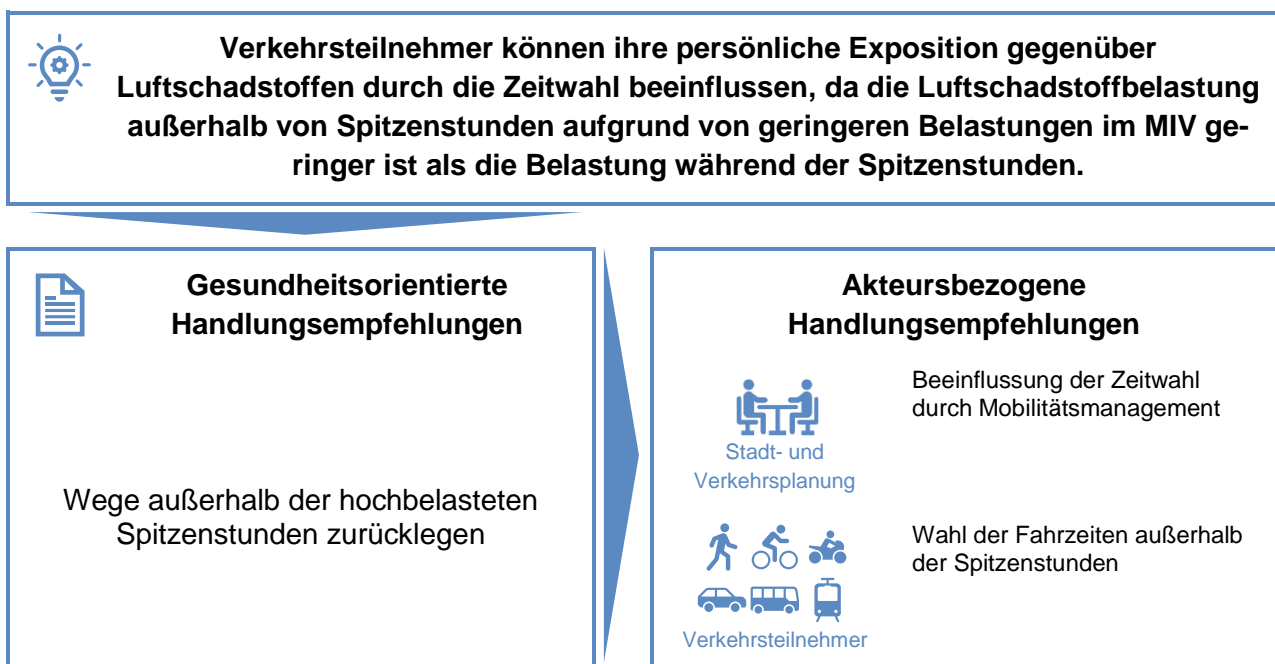 Verkehrsteilnehmer können ihre persönliche Exposition gegenüber
Luftschadstoffen durch die Zeitwahl beeinflussen, da die Luftschadstoffbelastung
außerhalb von Spitzenstunden aufgrund von geringeren Belastungen im MIV ge-
ringer ist als die Belastung während der Spitzenstunden.
Gesundheitsorientierte
Handlungsempfehlungen
Wege außerhalb der hochbelasteten
Spitzenstunden zurücklegen
Akteursbezogene
Handlungsempfehlungen
Stadt- und
Verkehrsplanung
Beeinflussung der Zeitwahl
durch Mobilitätsmanagement
Verkehrsteilnehmer
Wahl der Fahrzeiten außerhalb
der Spitzenstunden